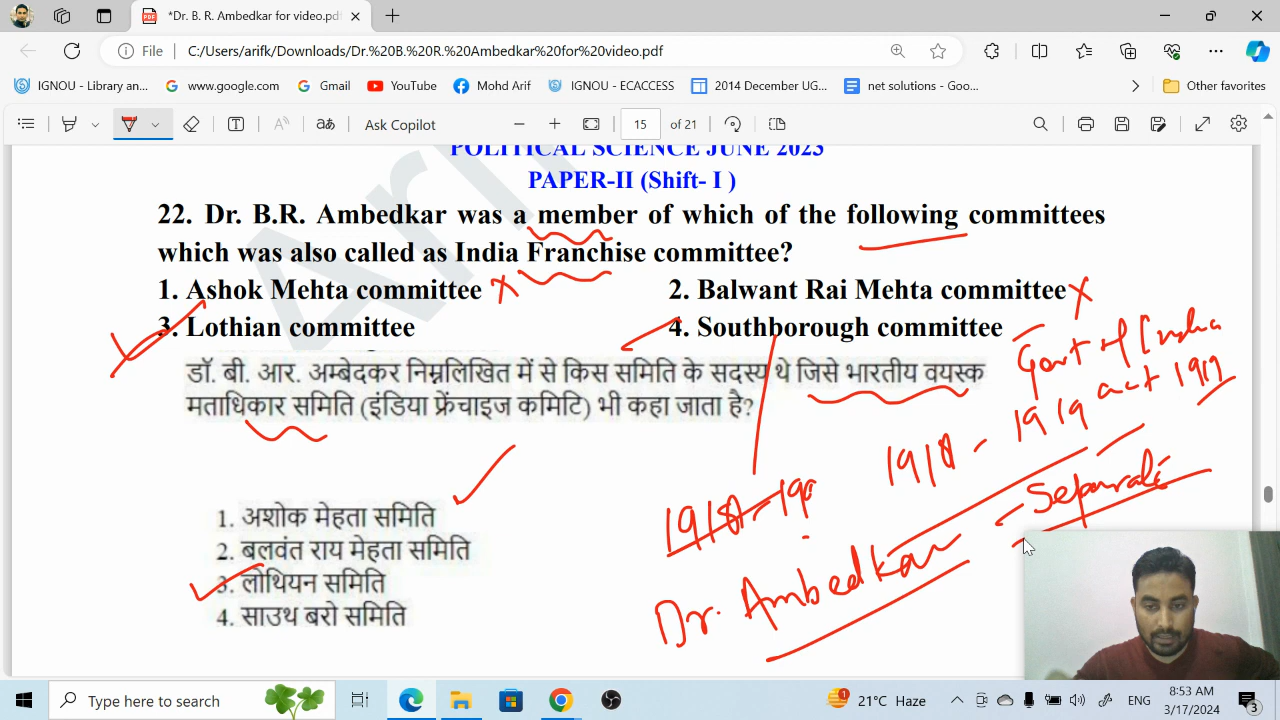 *Dr. B. R. Ambedkar for video.pdf
File C:/Users/arifk/Downloads/Dr.%20B.%20R.%20Ambedkar%20for%20video.pdf
IGNOU - Library an... www.google.com Gmail YouTube Mohd Arif IGNOU - ECACCESS 2014 December UG... net solutions - Goo... Other favorites
Ask Copilot 15 of 21
POLITICAL SCIENCE JUNE 2023
PAPER-II (Shift- I )
22. Dr. B.R. Ambedkar was a member of which of the following committees
which was also called as India Franchise committee?
1. Ashok Mehta committee 2. Balwant Rai Mehta committee
3. Lothian committee 4. Southborough committee
Govt of India
act 1919
डॉ. बी. आर. अम्बेदकर निम्नलिखित में से किस समिति के सदस्य थे जिसे भारतीय वयस्क
मताधिकार समिति (इंडिया फ्रेंचाइज कमिटि) भी कहा जाता है?
1918 - 1919
Separate
1918 - 19
Dr. Ambedkar
1. अशोक मेहता समिति
2. बलवंत राय मेहता समिति
3. लोथियन समिति
4. साउथ बरो समिति
Type here to search
1
21°C Haze
ENG
8:53 AM
3/17/2024
3